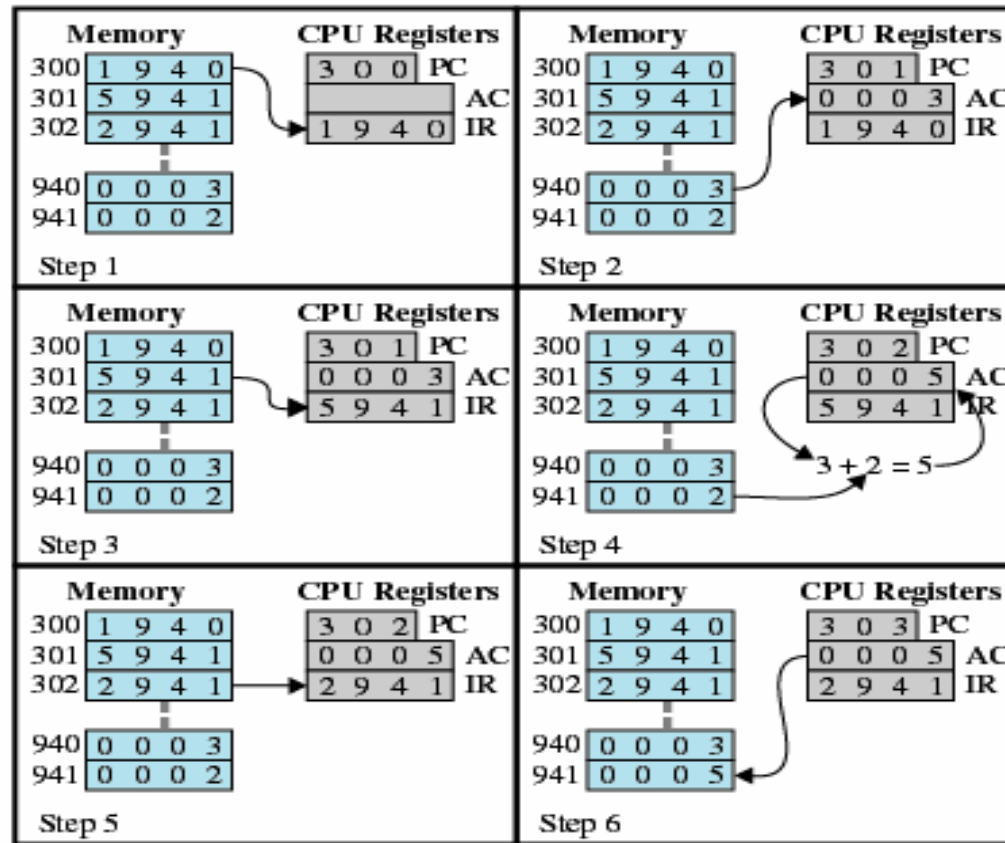 Memory CPU Registers
300 1 9 4 0 3 0 0 PC
301 5 9 4 1 AC
302 2 9 4 1 1 9 4 0 IR
940 0 0 0 3
941 0 0 0 2
Step 1
Memory CPU Registers
300 1 9 4 0 3 0 1 PC
301 5 9 4 1 0 0 0 3 AC
302 2 9 4 1 1 9 4 0 IR
940 0 0 0 3
941 0 0 0 2
Step 2
Memory CPU Registers
300 1 9 4 0 3 0 1 PC
301 5 9 4 1 0 0 0 3 AC
302 2 9 4 1 5 9 4 1 IR
940 0 0 0 3
941 0 0 0 2
Step 3
Memory CPU Registers
300 1 9 4 0 3 0 2 PC
301 5 9 4 1 0 0 0 5 AC
302 2 9 4 1 5 9 4 1 IR
940 0 0 0 3 3 + 2 = 5
941 0 0 0 2
Step 4
Memory CPU Registers
300 1 9 4 0 3 0 2 PC
301 5 9 4 1 0 0 0 5 AC
302 2 9 4 1 2 9 4 1 IR
940 0 0 0 3
941 0 0 0 2
Step 5
Memory CPU Registers
300 1 9 4 0 3 0 3 PC
301 5 9 4 1 0 0 0 5 AC
302 2 9 4 1 2 9 4 1 IR
940 0 0 0 3
941 0 0 0 5
Step 6